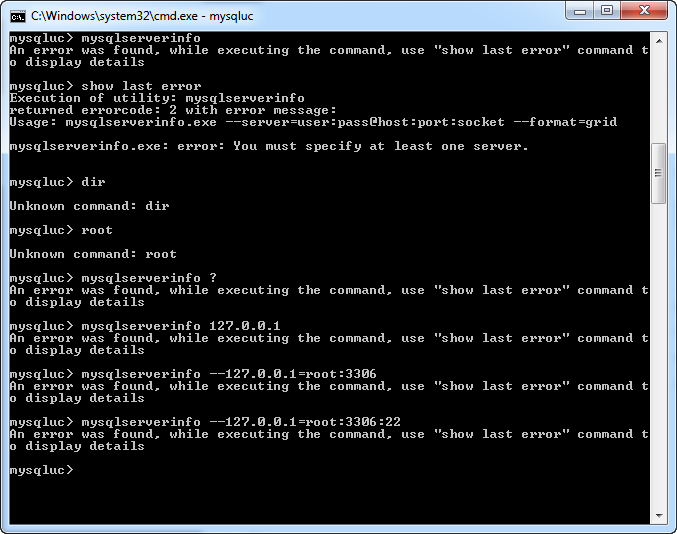 C:\Windows\system32\cmd.exe - mysqluc
mysqluc> mysqlserverinfo
An error was found, while executing the command, use "show last error" command t
o display details
mysqluc> show last error
Execution of utility: mysqlserverinfo
returned errorcode: 2 with error message:
Usage: mysqlserverinfo.exe --server=user:pass@host:port:socket --format=grid
mysqlserverinfo.exe: error: You must specify at least one server.
mysqluc> dir
Unknown command: dir
mysqluc> root
Unknown command: root
mysqluc> mysqlserverinfo ?
An error was found, while executing the command, use "show last error" command t
o display details
mysqluc> mysqlserverinfo 127.0.0.1
An error was found, while executing the command, use "show last error" command t
o display details
mysqluc> mysqlserverinfo --127.0.0.1=root:3306
An error was found, while executing the command, use "show last error" command t
o display details
mysqluc> mysqlserverinfo --127.0.0.1=root:3306:22
An error was found, while executing the command, use "show last error" command t
o display details
mysqluc>